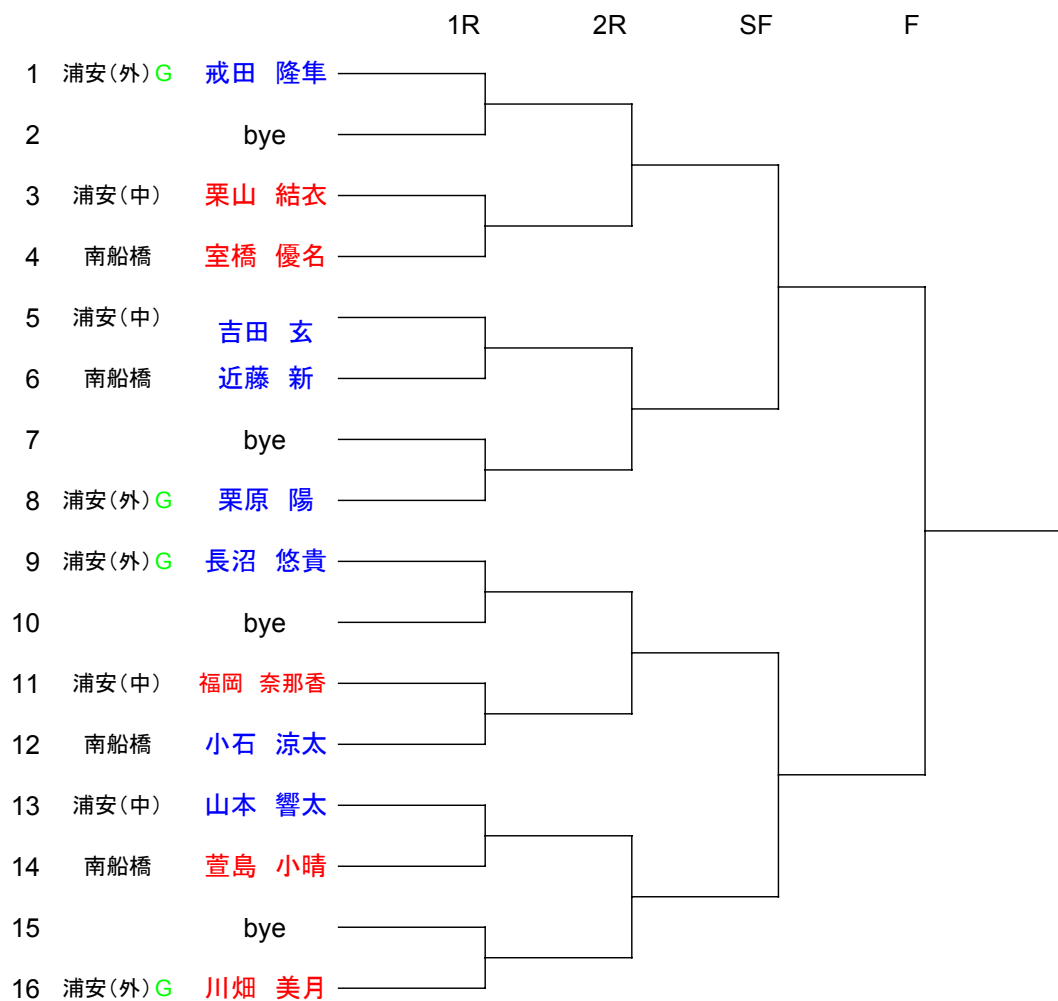 1R 2R SF F
1 浦安(外) G 戒田 隆隼
2 bye
3 浦安(中) 栗山 結衣
4 南船橋 室橋 優名
5 浦安(中) 吉田 玄
6 南船橋 近藤 新
7 bye
8 浦安(外) G 栗原 陽
9 浦安(外) G 長沼 悠貴
10 bye
11 浦安(中) 福岡 奈那香
12 南船橋 小石 涼太
13 浦安(中) 山本 響太
14 南船橋 萱島 小晴
15 bye
16 浦安(外) G 川畑 美月